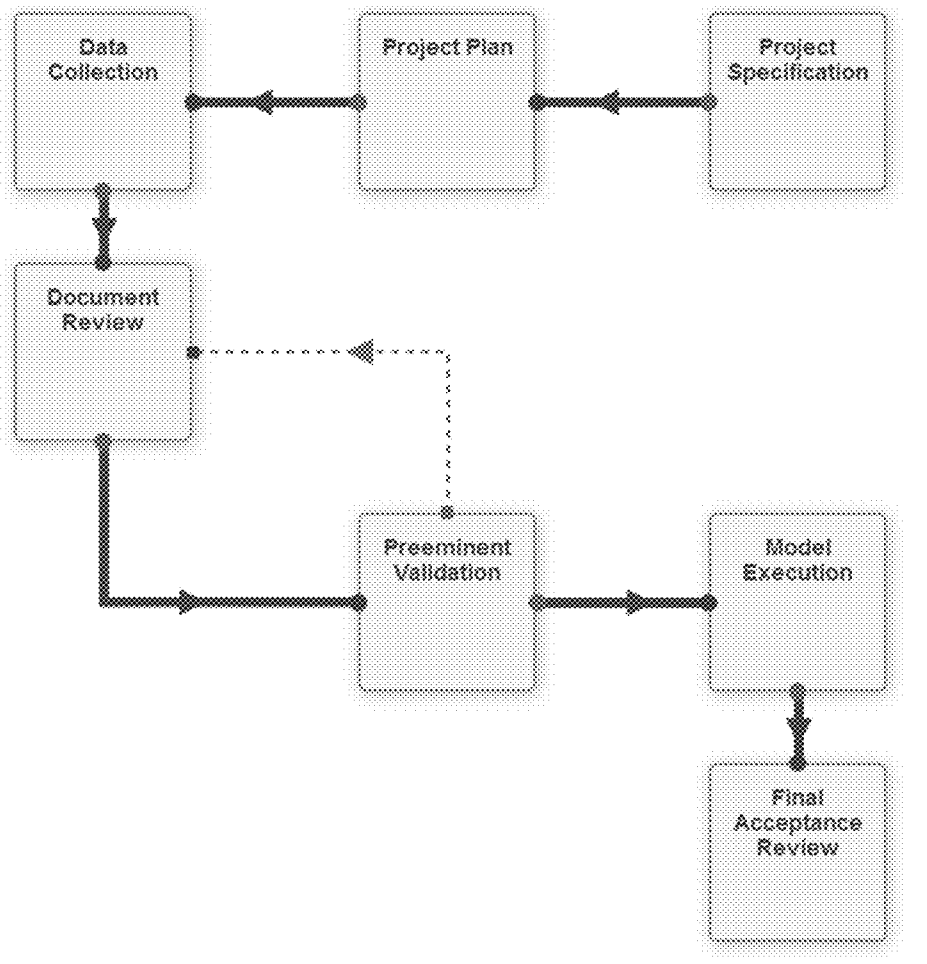 Data
Collection
Project Plan
Project
Specification
Document
Review
Preeminent
Validation
Model
Execution
Final
Acceptance
Review